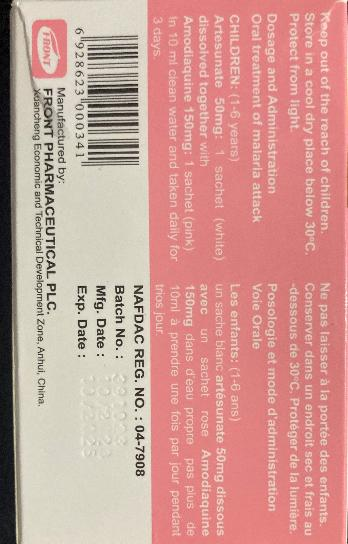 Keep out of the reach of children.
Store in a cool dry place below 30°C.
Protect from light.
Dosage and Administration
Oral treatment of malaria attack
CHILDREN: (1-6 years)
Artesunate 50mg: 1 sachet (white)
dissolved together with
Amodiaquine 150mg: 1 sachet (pink)
In 10 ml clean water and taken daily for
3 days
Ne pas laisser à la portée des enfants.
Conserver dans un endroit sec et frais au
-dessous de 30°C. Protéger de la lumière.
Posologie et mode d'administration
Voie Orale
Les enfants: (1-6 ans)
un sachet blanc artésunate 50mg dissous
avec un sachet rose Amodiaquine
150mg dans d'eau propre pas plus de
10ml à prendre une fois par jour pendant
trios jour.
6 928623 000341
NAFDAC REG. NO. : 04-7908
Batch No. :
Mfg. Date :
Exp. Date :
FRONT
Manufactured by:
FRONT PHARMACEUTICAL PLC.
Xuancheng Economic and Technical Development Zone, Anhui, China.